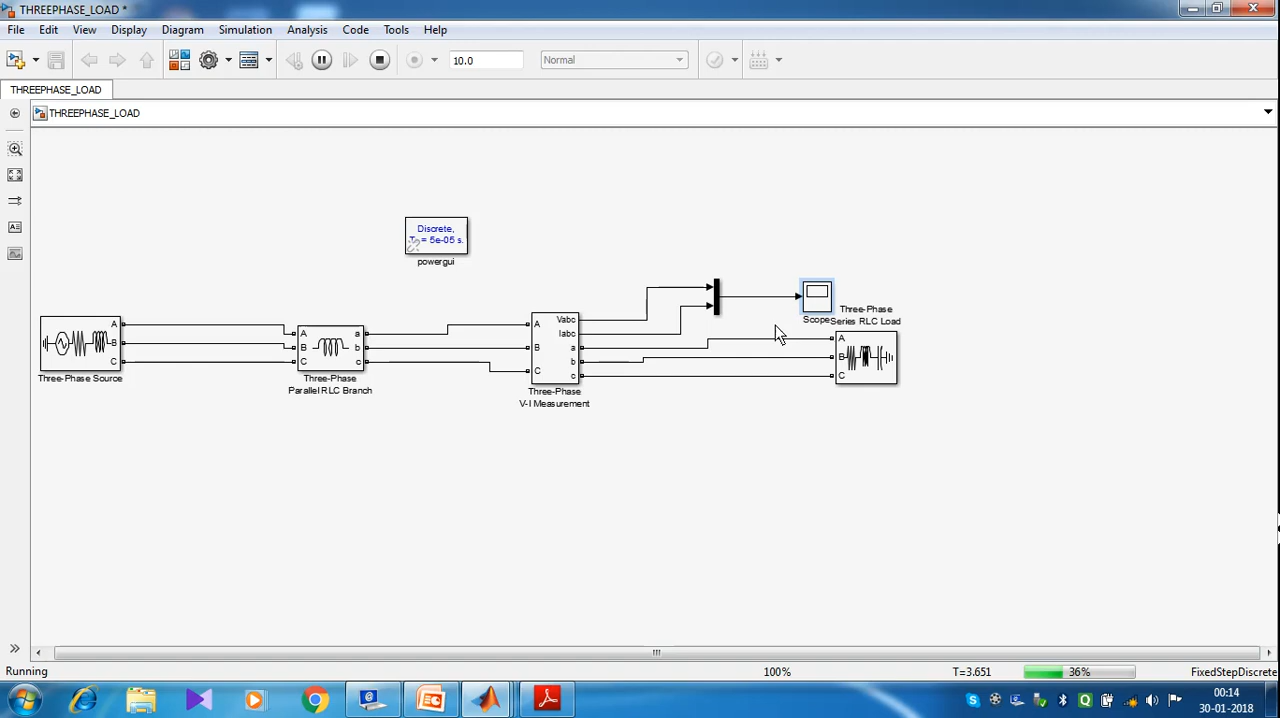 THREEPHASE_LOAD *
File Edit View Display Diagram Simulation Analysis Code Tools Help
10.0 Normal
THREEPHASE_LOAD
THREEPHASE_LOAD
Discrete,
= 5e-05 s.
powergui
A
B
C
Three-Phase Source
A a
B b
C c
Three-Phase
Parallel RLC Branch
Vabc
A Iabc
B a
b
C c
Three-Phase
V-I Measurement
Scope
Three-Phase
Series RLC Load
A
B
C
Running 100% T=3.651 36% FixedStepDiscrete
00:14
30-01-2018